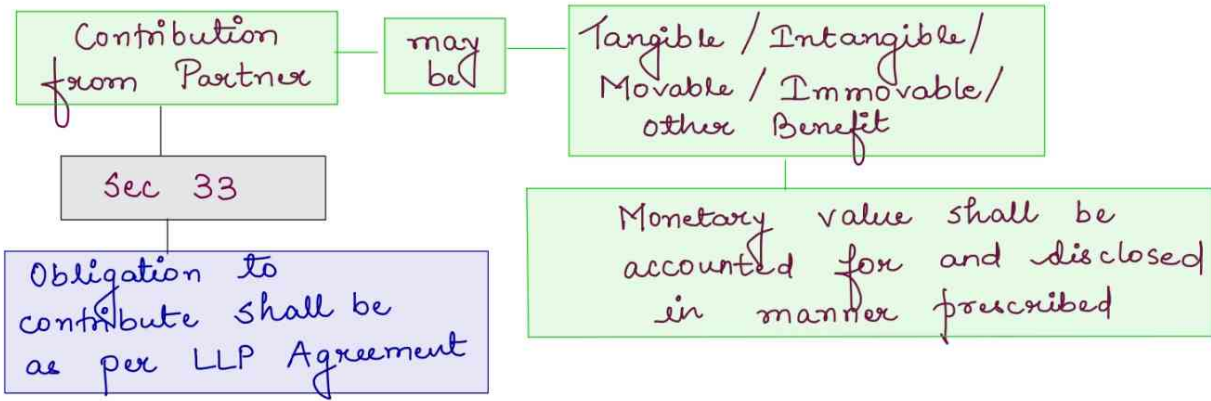 Contribution
from Partner
may
be
Tangible / Intangible /
Movable / Immovable /
other Benefit
Sec 33
Monetary value shall be
accounted for and disclosed
in manner prescribed
Obligation to
contribute shall be
as per LLP Agreement